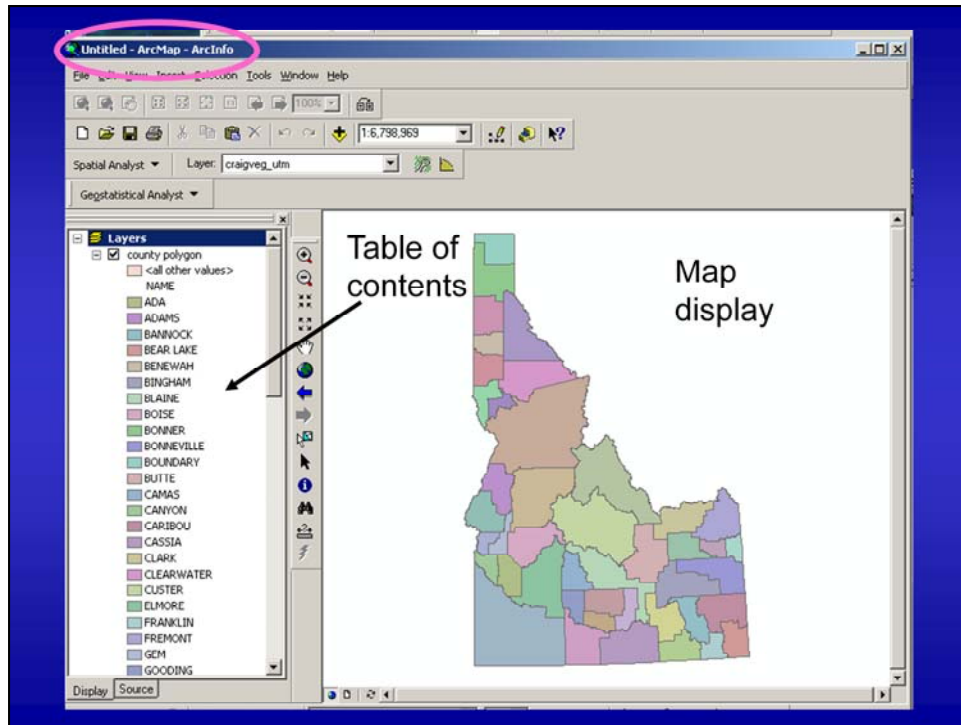 Untitled - ArcMap - ArcInfo
File Edit View Insert Selection Tools Window Help
100%
1:6,798,969
Spatial Analyst Layer: craigveg_utm
Geostatistical Analyst
Layers
county polygon
<all other values>
NAME
ADA
ADAMS
BANNOCK
BEAR LAKE
BENEWAH
BINGHAM
BLAINE
BOISE
BONNER
BONNEVILLE
BOUNDARY
BUTTE
CAMAS
CANYON
CARIBOU
CASSIA
CLARK
CLEARWATER
CUSTER
ELMORE
FRANKLIN
FREMONT
GEM
GOODING
Display Source
Table of
contents
Map
display